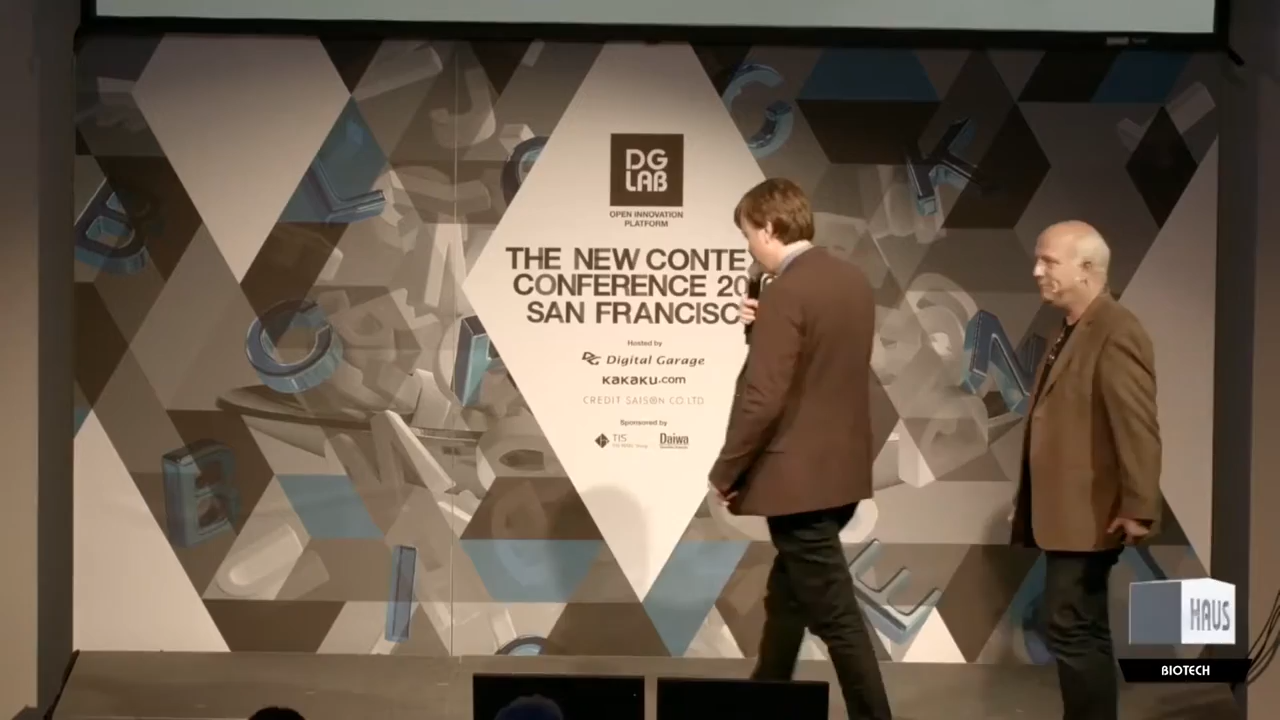 DG
LAB
OPEN INNOVATION
PLATFORM
THE NEW CONTE
CONFERENCE 20
SAN FRANCISC
Hosted by
DG Digital Garage
kakaku.com
CREDIT SAISON CO.LTD
Sponsored by
TIS
Daiwa
HAUS
BIOTECH